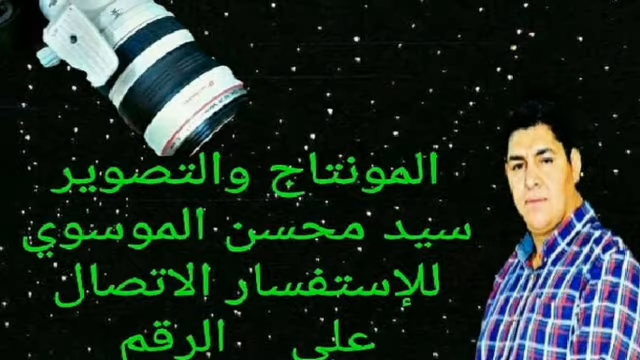 المونتاج والتصوير
سيد محسن الموسوي
للإستفسار الاتصال
على الرقم